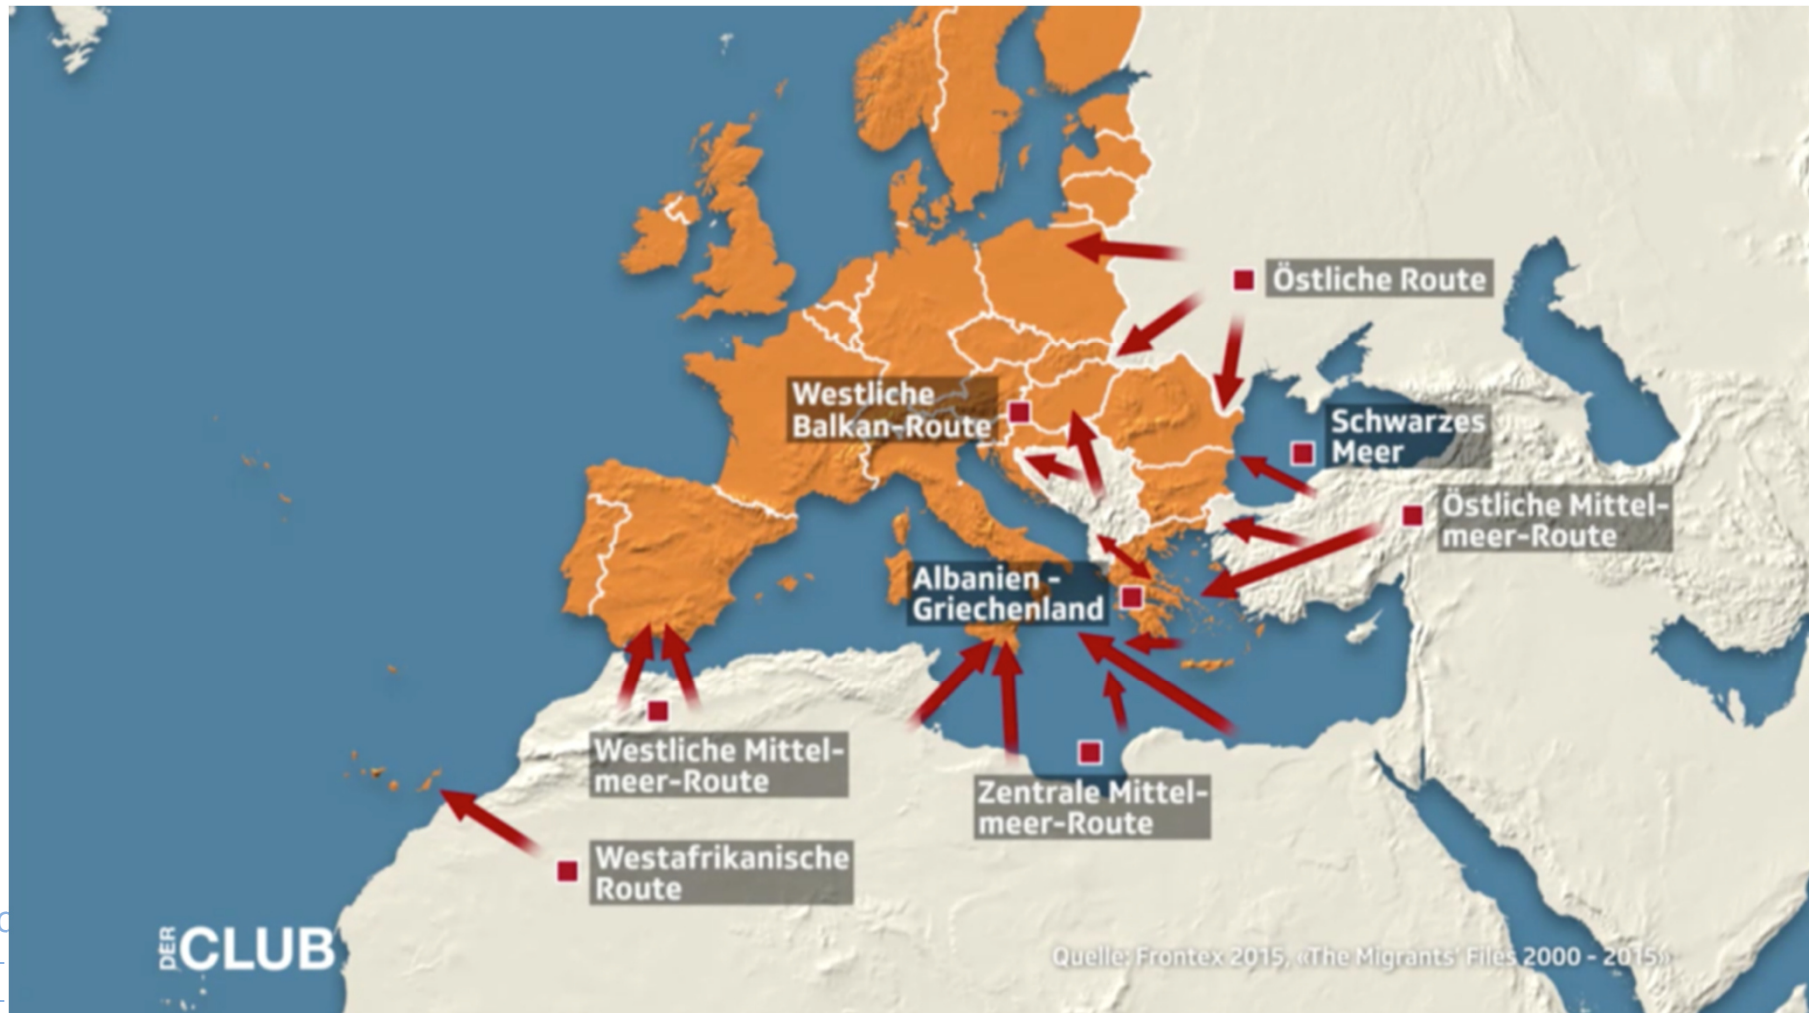 Östliche Route
Westliche
Balkan-Route
Schwarzes
Meer
Östliche Mittel-
meer-Route
Albanien -
Griechenland
Westliche Mittel-
meer-Route
Zentrale Mittel-
meer-Route
Westafrikanische
Route
DER CLUB
Quelle: Frontex 2015, «The Migrants' Files 2000 - 2015»